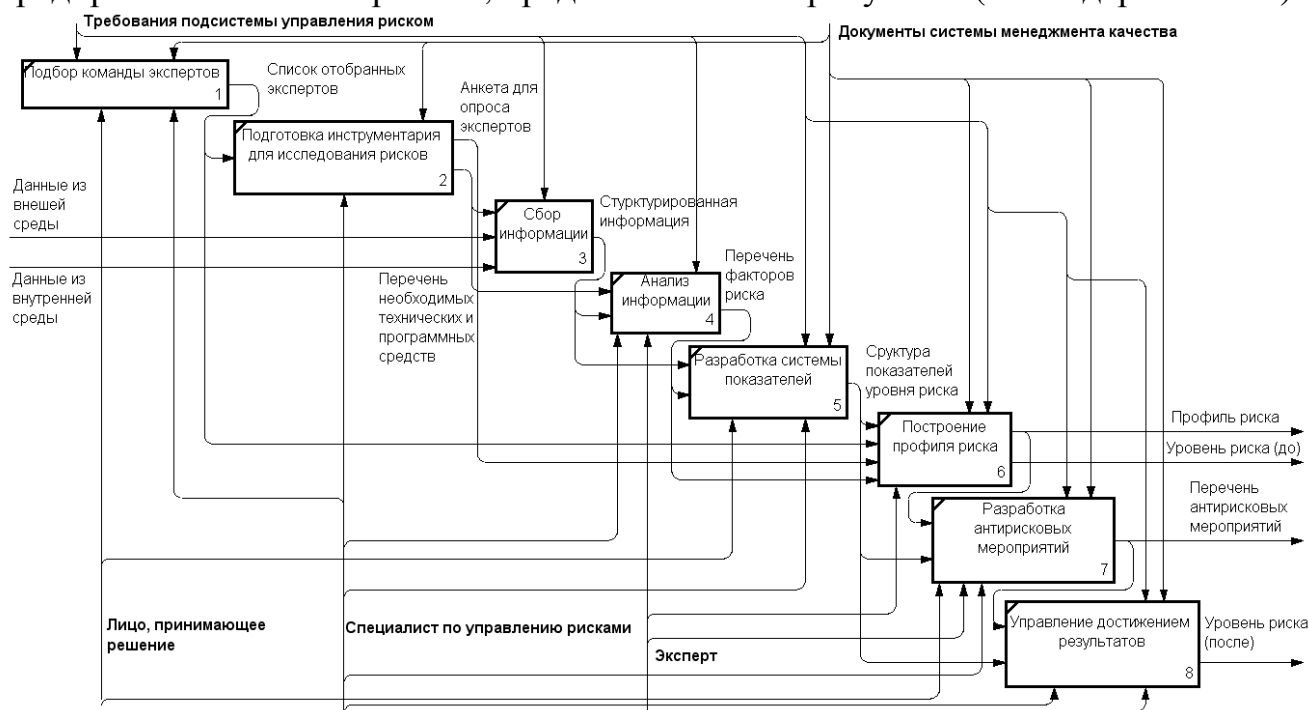 Требования подсистемы управления риском
Документы системы менеджмента качества
Подбор команды экспертов
1
Список отобранных
экспертов
Анкета для
опроса
экспертов
Подготовка инструментария
для исследования рисков
2
Данные из
внешей
среды
Сбор
информации
3
Стурктурированная
информация
Данные из
внутренней
среды
Перечень
необходимых
технических и
программных
средств
Анализ
информации
4
Перечень
факторов
риска
Разработка системы
показателей
5
Сруктура
показателей
уровня риска
Построение
профиля риска
6
Профиль риска
Уровень риска (до)
Перечень
антирисковых
мероприятий
Разработка
антирисковых
мероприятий
7
Лицо, принимающее
решение
Специалист по управлению рисками
Эксперт
Управление достижением
результатов
8
Уровень риска
(после)